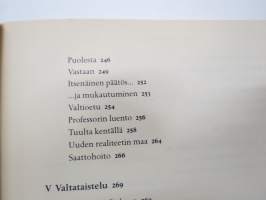 Puolesta 246
Vastaan 249
Itsenäinen päätös... 252
...ja mukautuminen 253
Valtioetu 254
Professorin luento 256
Tuulta kentällä 258
Uuden realiteetin maa 264
Saattohoito 266
V Valtataistelu 269